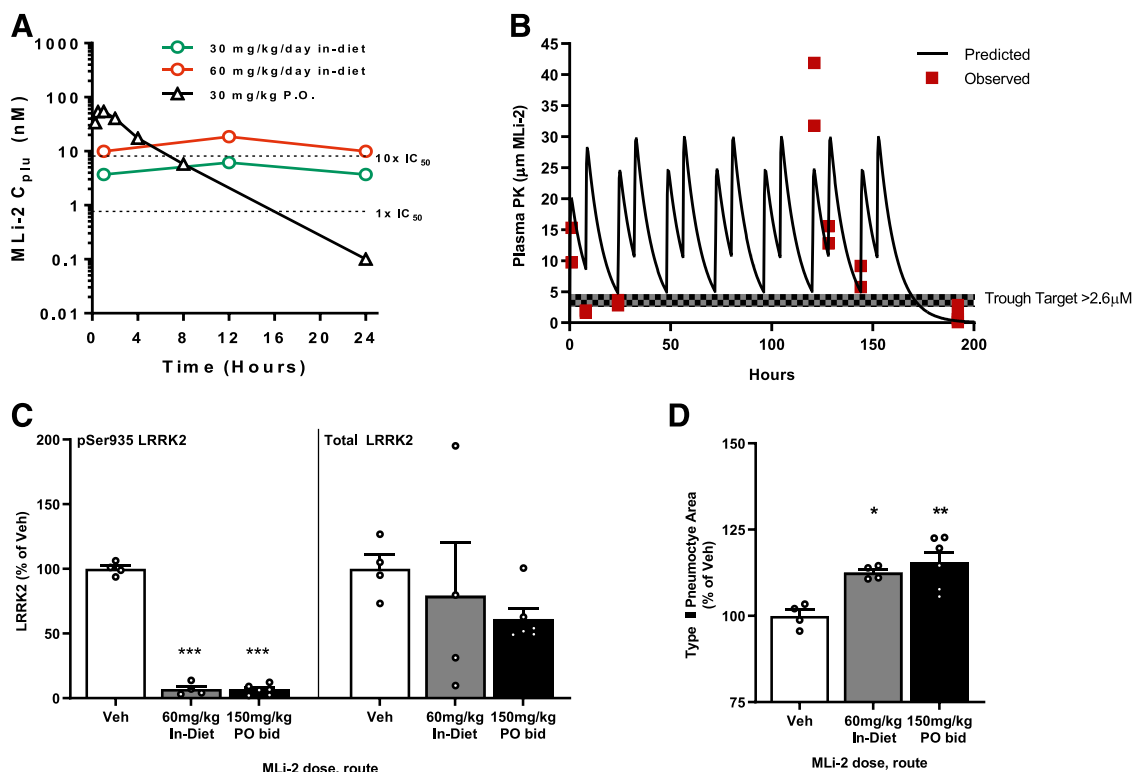 A
1000
100
10
1
0.1
0.01
MLi-2 Cplu (nM)
30 mg/kg/day in-diet
60 mg/kg/day in-diet
30 mg/kg P.O.
10x IC50
1x IC50
0 4 8 12 16 20 24
Time (Hours)
B
45
40
35
30
25
20
15
10
5
0
Plasma PK (μm MLi-2)
Predicted
Observed
Trough Target >2.6μM
0 50 100 150 200
Hours
C
pSer935 LRRK2
Total LRRK2
200
150
100
50
0
LRRK2 (% of Veh)
***
***
Veh 60mg/kg 150mg/kg Veh 60mg/kg 150mg/kg
In-Diet PO bid In-Diet PO bid
MLi-2 dose, route
D
150
125
100
75
Type II Pneumoctye Area
(% of Veh)
*
**
Veh 60mg/kg 150mg/kg
In-Diet PO bid
MLi-2 dose, route